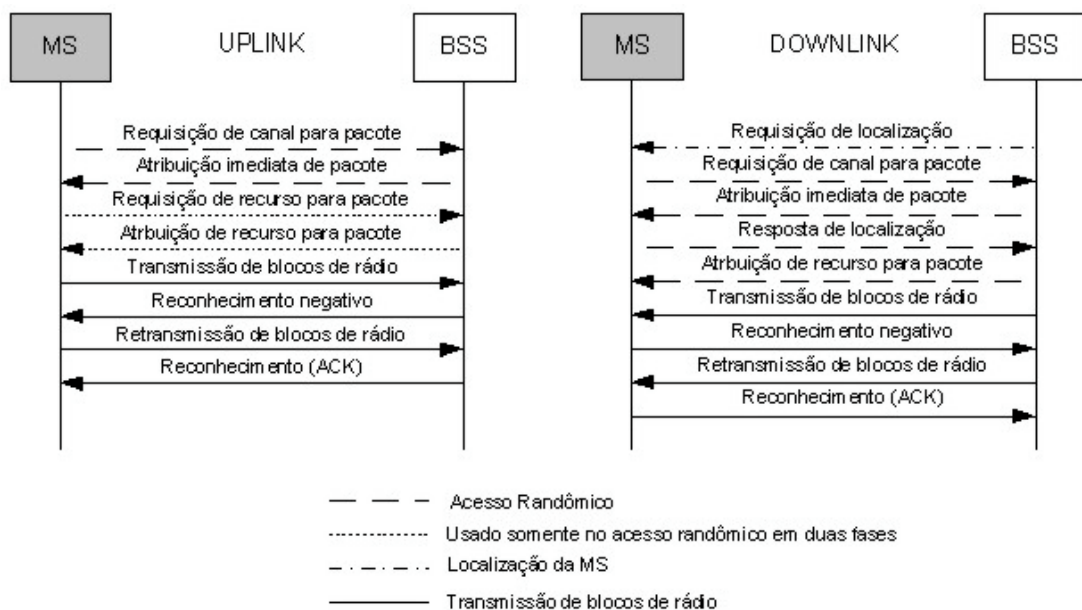 MS
UPLINK
BSS
Requisição de canal para pacote
Atribuição imediata de pacote
Requisição de recurso para pacote
Atrbuição de recurso para pacote
Transmissão de blocos de rádio
Reconhecimento negativo
Retransmissão de blocos de rádio
Reconhecimento (ACK)
MS
DOWNLINK
BSS
Requisição de localização
Requisição de canal para pacote
Atribuição imediata de pacote
Resposta de localização
Atrbuição de recurso para pacote
Transmissão de blocos de rádio
Reconhecimento negativo
Retransmissão de blocos de rádio
Reconhecimento (ACK)
Acesso Randômico
Usado somente no acesso randômico em duas fases
Localização da MS
Transmissão de blocos de rádio